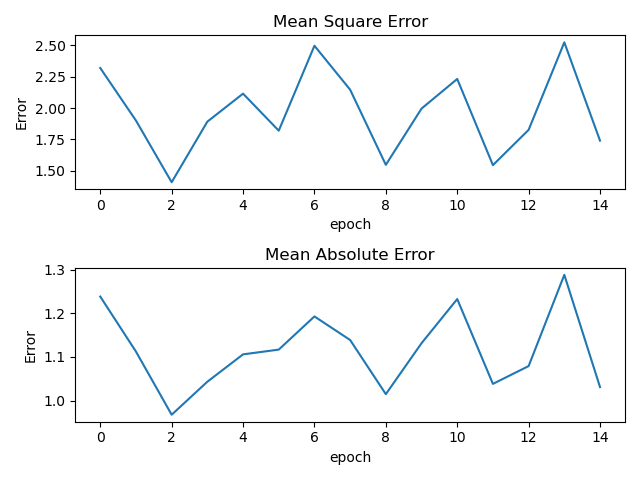 Mean Square Error
2.50
2.25
2.00
1.75
1.50
Error
0 2 4 6 8 10 12 14
epoch
Mean Absolute Error
1.3
1.2
1.1
1.0
Error
0 2 4 6 8 10 12 14
epoch